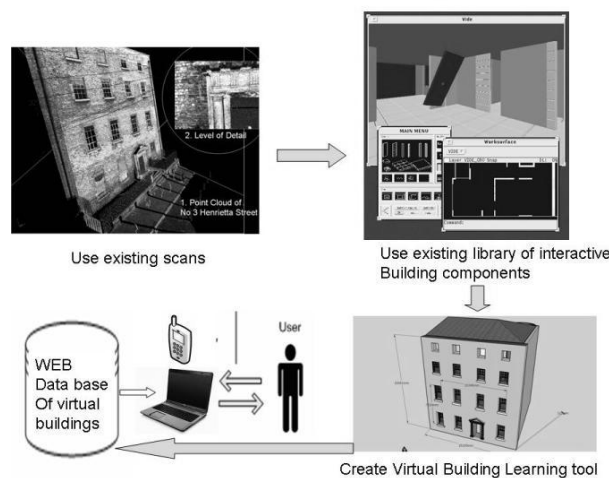 2. Level of Detail
1. Point Cloud of
No 3 Henrietta Street
Use existing scans
Vide
MAIN MENU
Worksurface
Use existing library of interactive
Building components
WEB
Data base
Of virtual
buildings
User
Create Virtual Building Learning tool